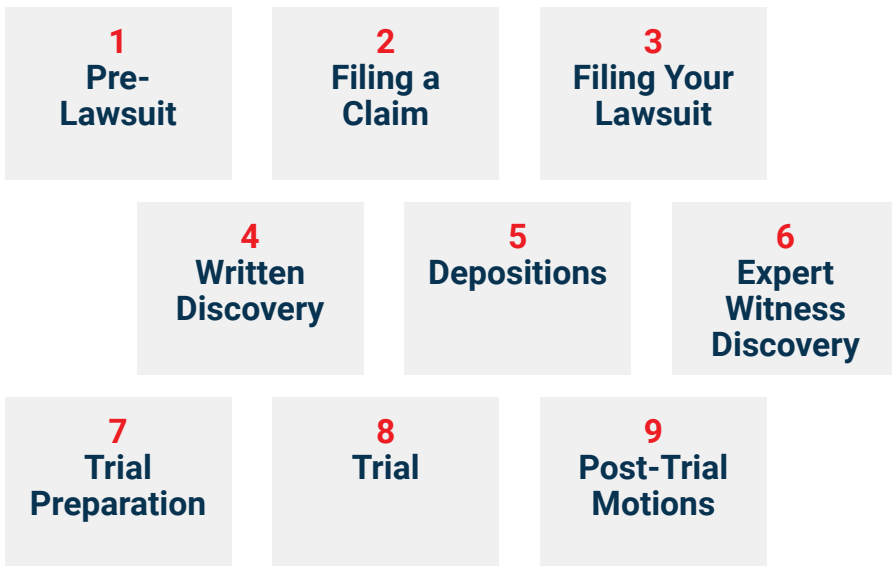 1
Pre-
Lawsuit
2
Filing a
Claim
3
Filing Your
Lawsuit
4
Written
Discovery
5
Depositions
6
Expert
Witness
Discovery
7
Trial
Preparation
8
Trial
9
Post-Trial
Motions